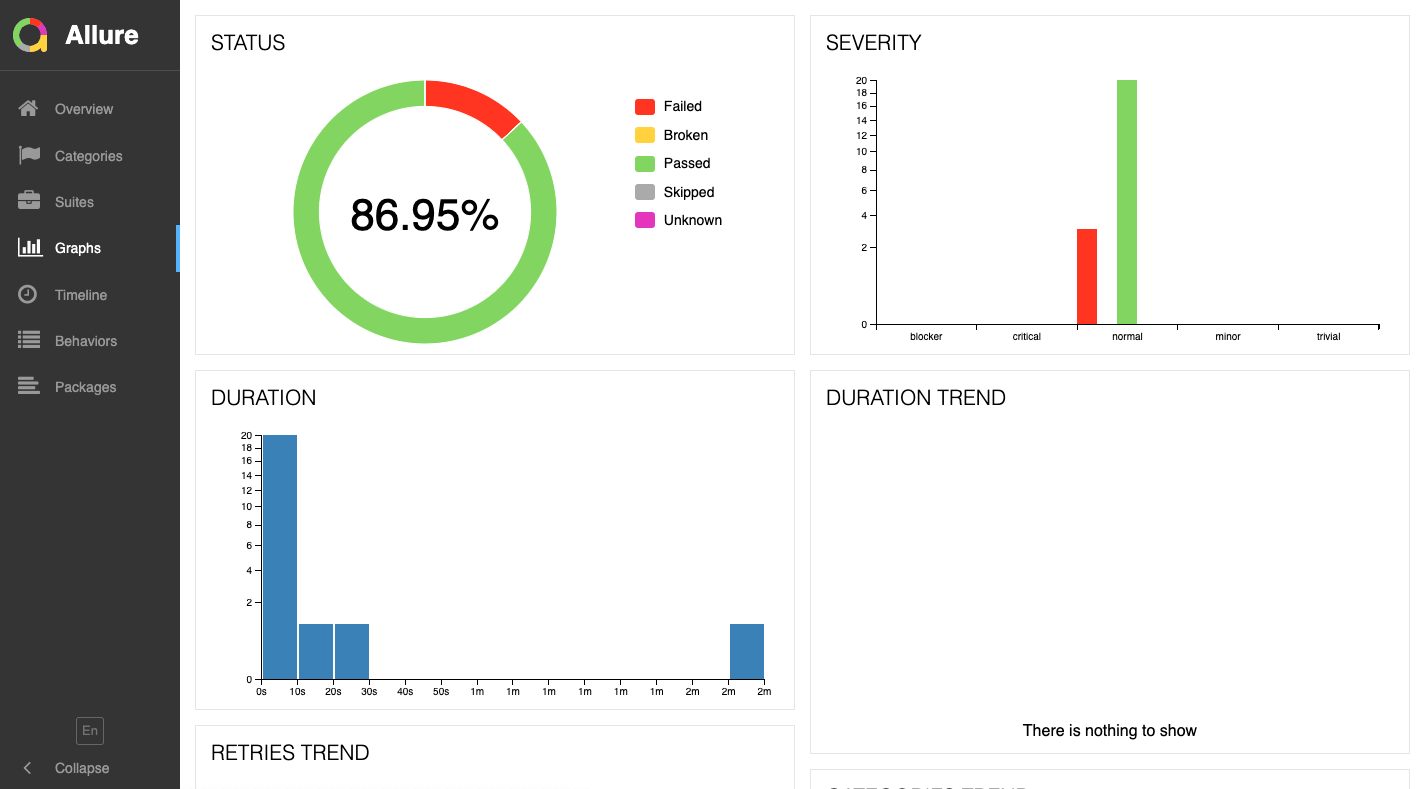 Allure
Overview
Categories
Suites
Graphs
Timeline
Behaviors
Packages
En
Collapse
STATUS
86.95%
Failed
Broken
Passed
Skipped
Unknown
SEVERITY
20
18
16
14
12
10
8
6
4
2
0
blocker critical normal minor trivial
DURATION
20
18
16
14
12
10
8
6
4
2
0
0s 10s 20s 30s 40s 50s 1m 1m 1m 1m 1m 1m 2m 2m 2m
DURATION TREND
There is nothing to show
RETRIES TREND
CATEGORIES TREND